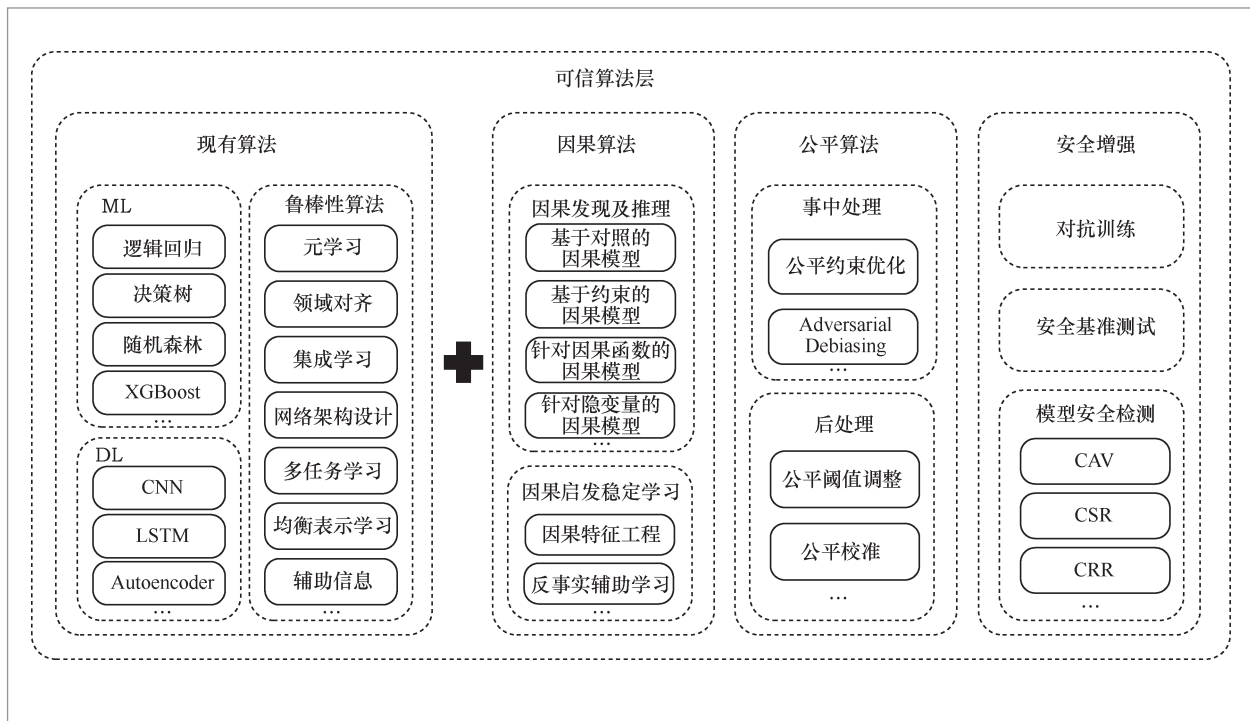 可信算法层
现有算法
ML
逻辑回归
决策树
随机森林
XGBoost
…
DL
CNN
LSTM
Autoencoder
…
鲁棒性算法
元学习
领域对齐
集成学习
网络架构设计
多任务学习
均衡表示学习
辅助信息
…
因果算法
因果发现及推理
基于对照的
因果模型
基于约束的
因果模型
针对因果函数的
因果模型
针对隐变量的
因果模型
…
因果启发稳定学习
因果特征工程
反事实辅助学习
…
公平算法
事中处理
公平约束优化
Adversarial
Debiasing
…
后处理
公平阈值调整
公平校准
…
安全增强
对抗训练
安全基准测试
模型安全检测
CAV
CSR
CRR
…